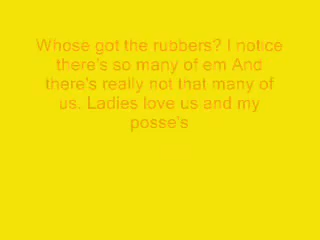 Whose got the rubbers? I notice
there's so many of em And
there's really not that many of
us. Ladies love us and my
posse's